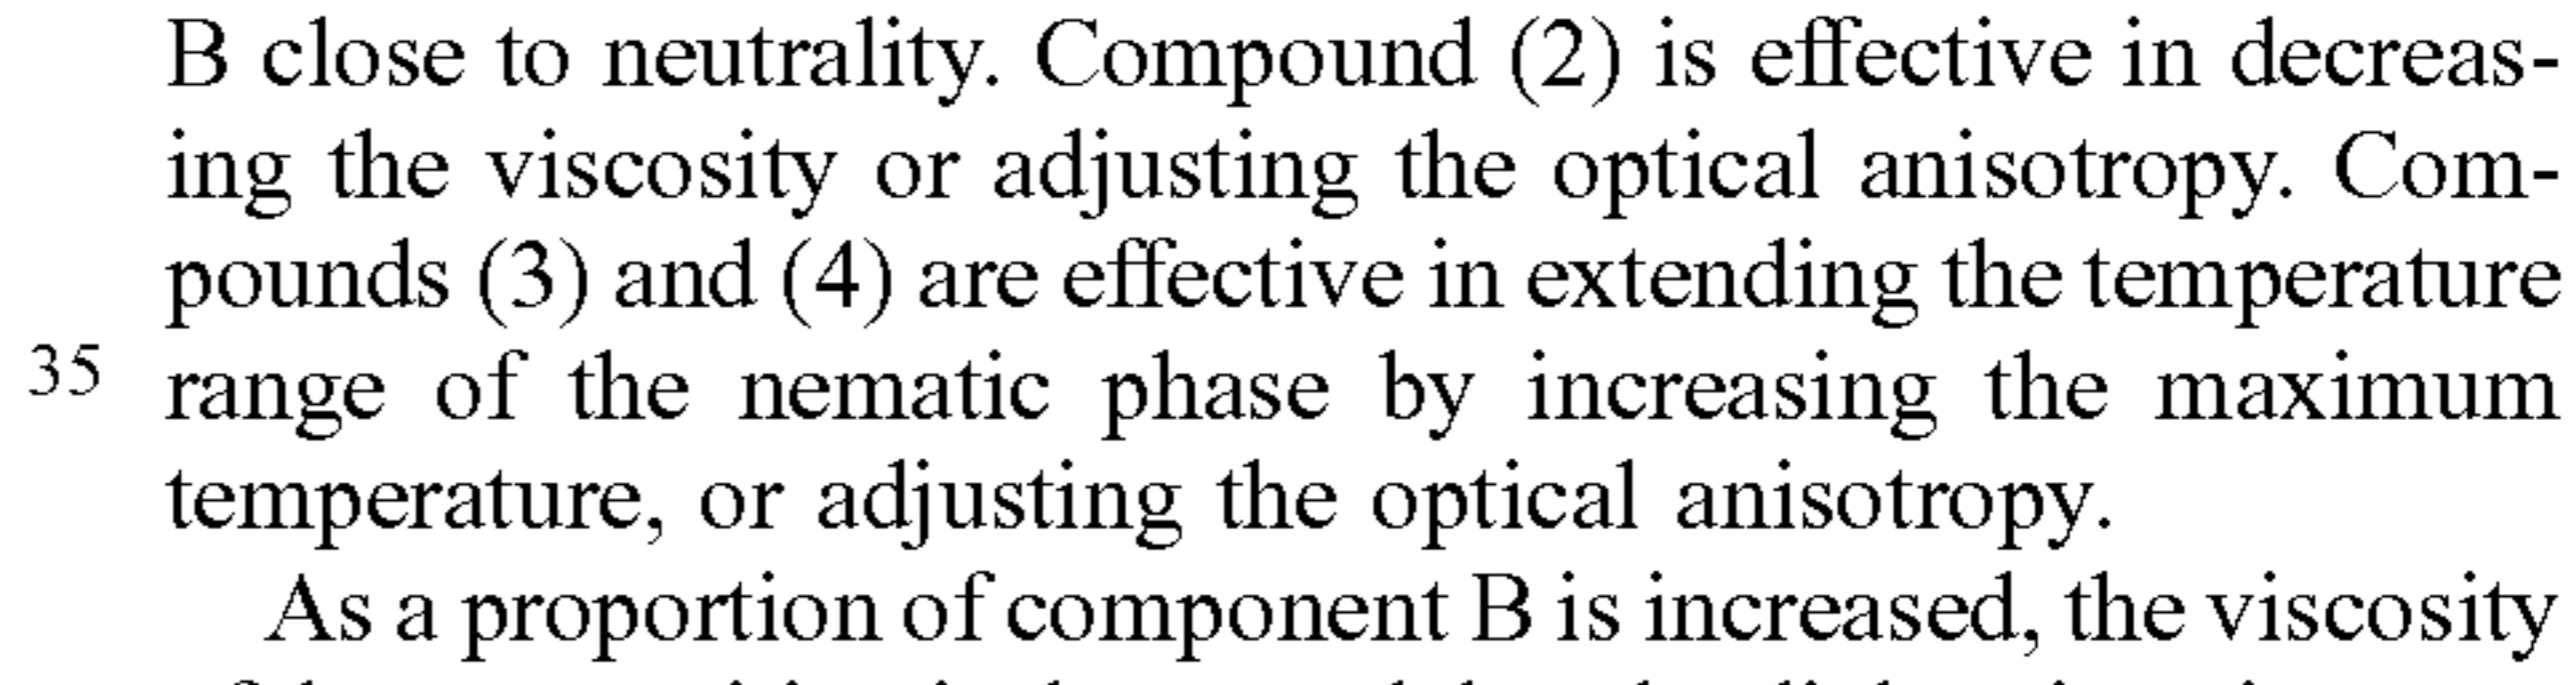 B close to neutrality. Compound (2) is effective in decreas-
ing the viscosity or adjusting the optical anisotropy. Com-
pounds (3) and (4) are effective in extending the temperature
35 range of the nematic phase by increasing the maximum
temperature, or adjusting the optical anisotropy.
As a proportion of component B is increased, the viscosity